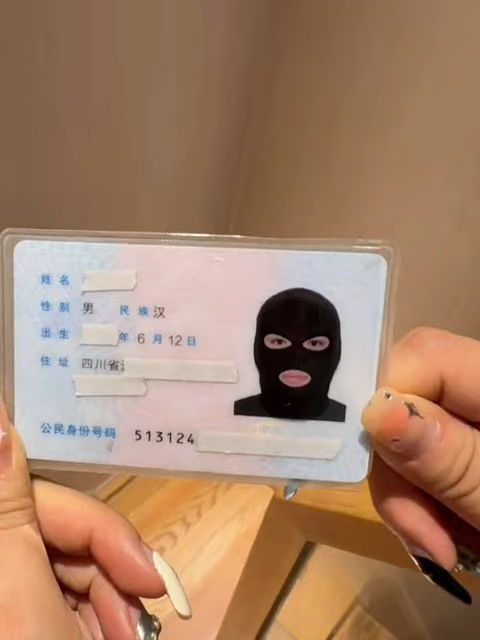 姓名
性别 男 民族 汉
出生 年 6 月 12 日
住址 四川省
公民身份号码 513124